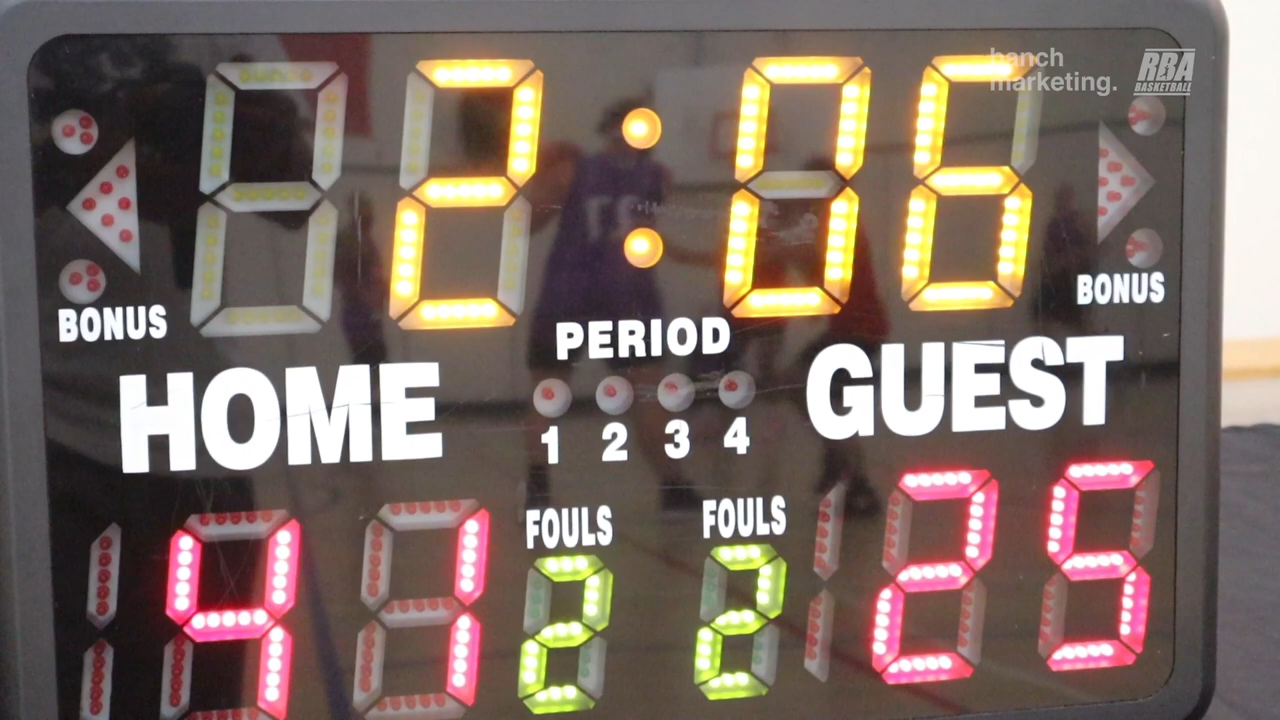 hanch
marketing.
RBA
BASKETBALL
2:06
BONUS
BONUS
PERIOD
HOME
GUEST
1 2 3 4
FOULS
FOULS
41
2
2
25